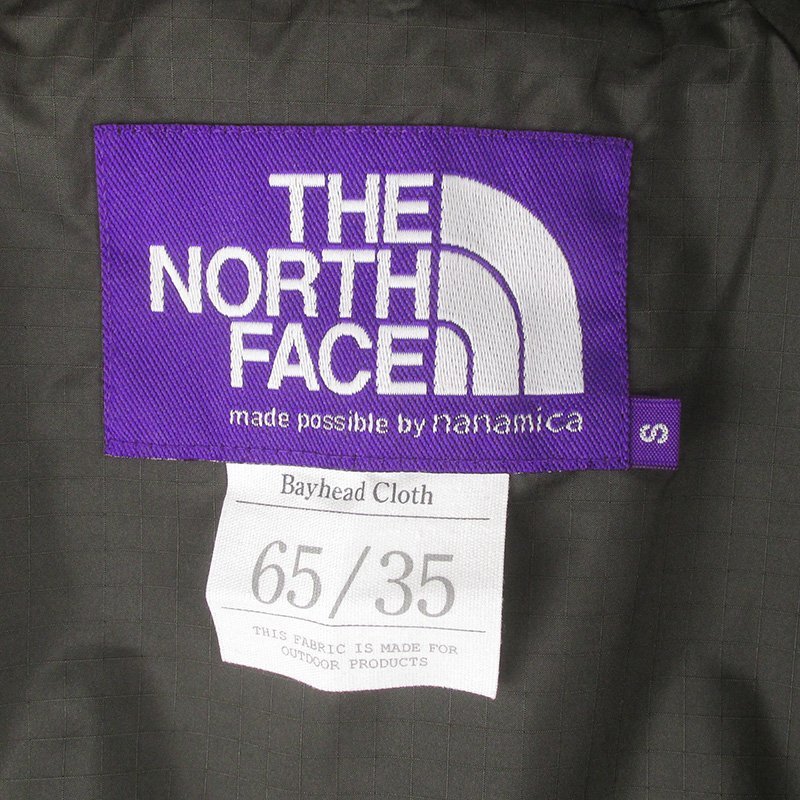 THE
NORTH
FACE
made possible by nanamica
S
Bayhead Cloth
65/35
THIS FABRIC IS MADE FOR
OUTDOOR PRODUCTS